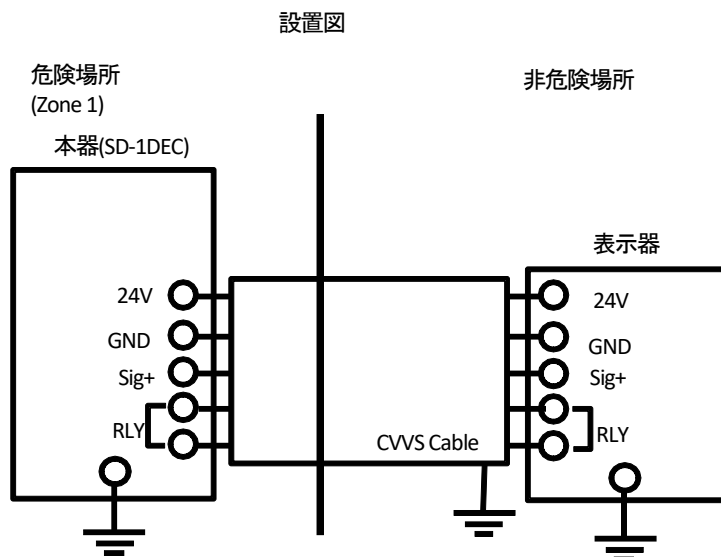 設置図
危険場所
(Zone 1)
非危険場所
本器(SD-1DEC)
表示器
24V
GND
Sig+
RLY
CVVS Cable
24V
GND
Sig+
RLY